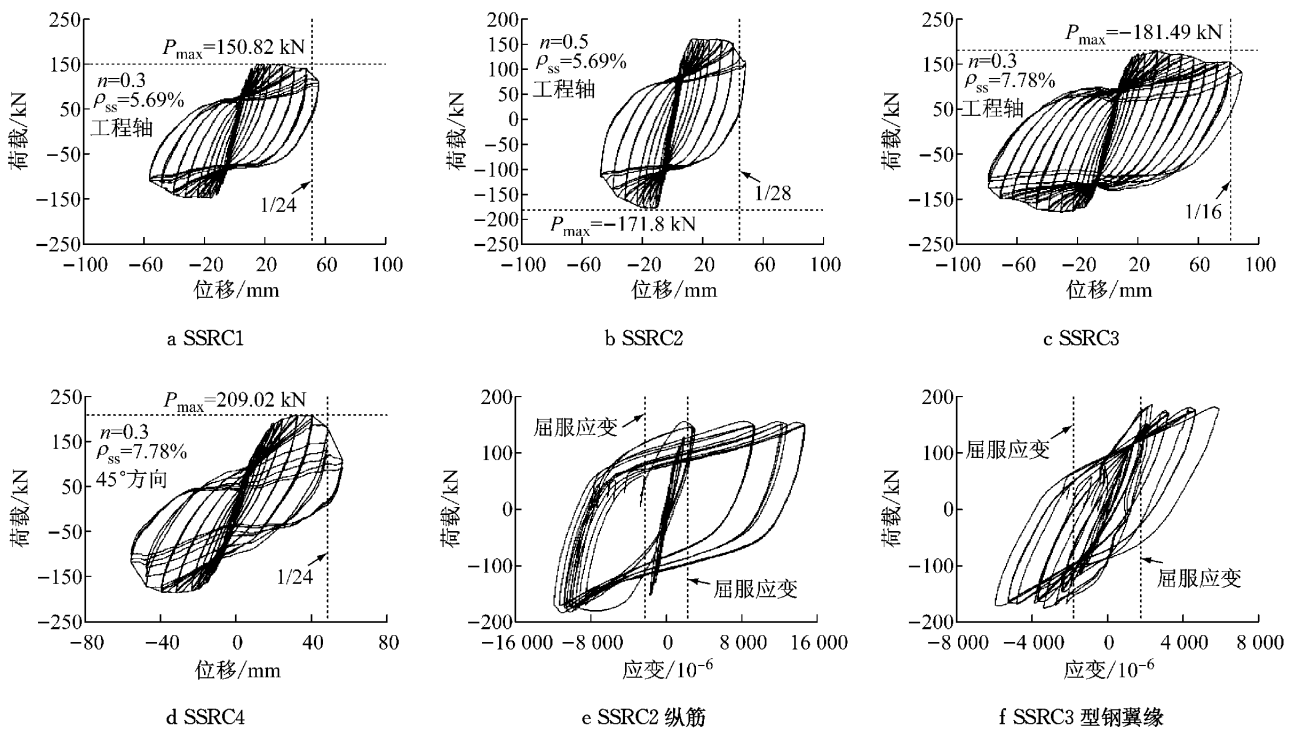 250
150
50
−50
−150
−250
荷载/kN
Pmax=150.82 kN
n=0.3
ρss=5.69%
工程轴
1/24
−100 −60 −20 20 60 100
位移/mm
a SSRC1
200
150
100
50
0
−50
−100
−150
−200
−250
荷载/kN
n=0.5
ρss=5.69%
工程轴
1/28
Pmax=−171.8 kN
−100 −60 −20 20 60 100
位移/mm
b SSRC2
250
150
50
−50
−150
−250
荷载/kN
Pmax=−181.49 kN
n=0.3
ρss=7.78%
工程轴
1/16
−100 −60 −20 20 60 100
位移/mm
c SSRC3
250
150
50
−50
−150
−250
荷载/kN
Pmax=209.02 kN
n=0.3
ρss=7.78%
45°方向
1/24
−80 −40 0 40 80
位移/mm
d SSRC4
200
100
0
−100
−200
荷载/kN
屈服应变
屈服应变
−16 000 −8 000 0 8 000 16 000
应变/10⁻⁶
e SSRC2 纵筋
200
100
0
−100
−200
荷载/kN
屈服应变
屈服应变
−8 000 −4 000 0 4 000 8 000
应变/10⁻⁶
f SSRC3 型钢翼缘